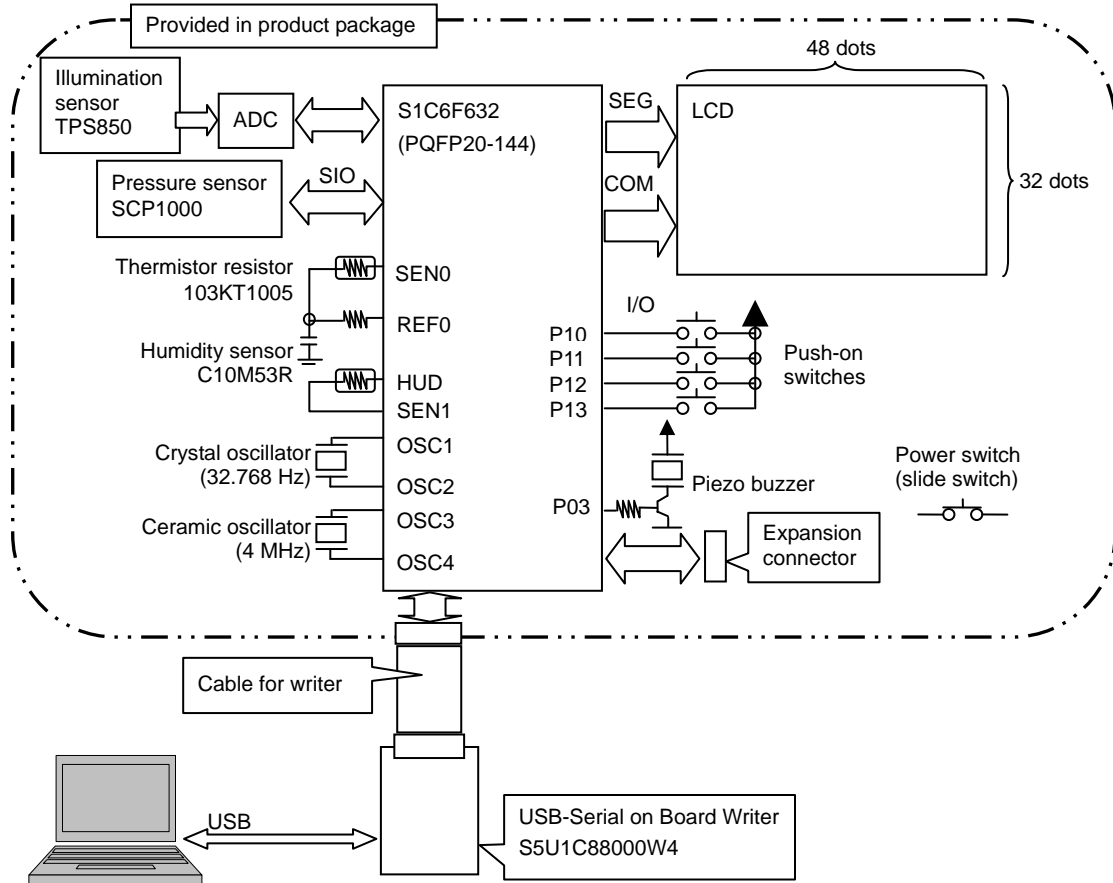 Provided in product package
Illumination
sensor
TPS850
ADC
S1C6F632
(PQFP20-144)
SEG
COM
48 dots
LCD
32 dots
Pressure sensor
SCP1000
SIO
Thermistor resistor
103KT1005
SEN0
REF0
Humidity sensor
C10M53R
HUD
SEN1
Crystal oscillator
(32.768 Hz)
OSC1
OSC2
Ceramic oscillator
(4 MHz)
OSC3
OSC4
I/O
P10
P11
P12
P13
Push-on
switches
P03
Piezo buzzer
Power switch
(slide switch)
Expansion
connector
Cable for writer
USB
USB-Serial on Board Writer
S5U1C88000W4